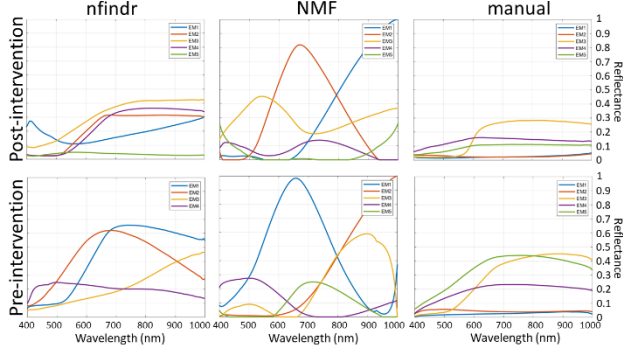 nfindr NMF manual
Post-intervention
EM1
EM2
EM3
EM4
EM5
EM1
EM2
EM3
EM4
EM5
EM1
EM2
EM3
EM4
EM5
1
0.9
0.8
0.7
0.6
0.5
0.4
0.3
0.2
0.1
0
Reflectance
Pre-intervention
EM1
EM2
EM3
EM4
EM1
EM2
EM3
EM4
EM5
EM1
EM2
EM3
EM4
EM5
1
0.9
0.8
0.7
0.6
0.5
0.4
0.3
0.2
0.1
0
Reflectance
400 500 600 700 800 900 1000 400 500 600 700 800 900 1000 400 500 600 700 800 900 1000
Wavelength (nm) Wavelength (nm) Wavelength (nm)